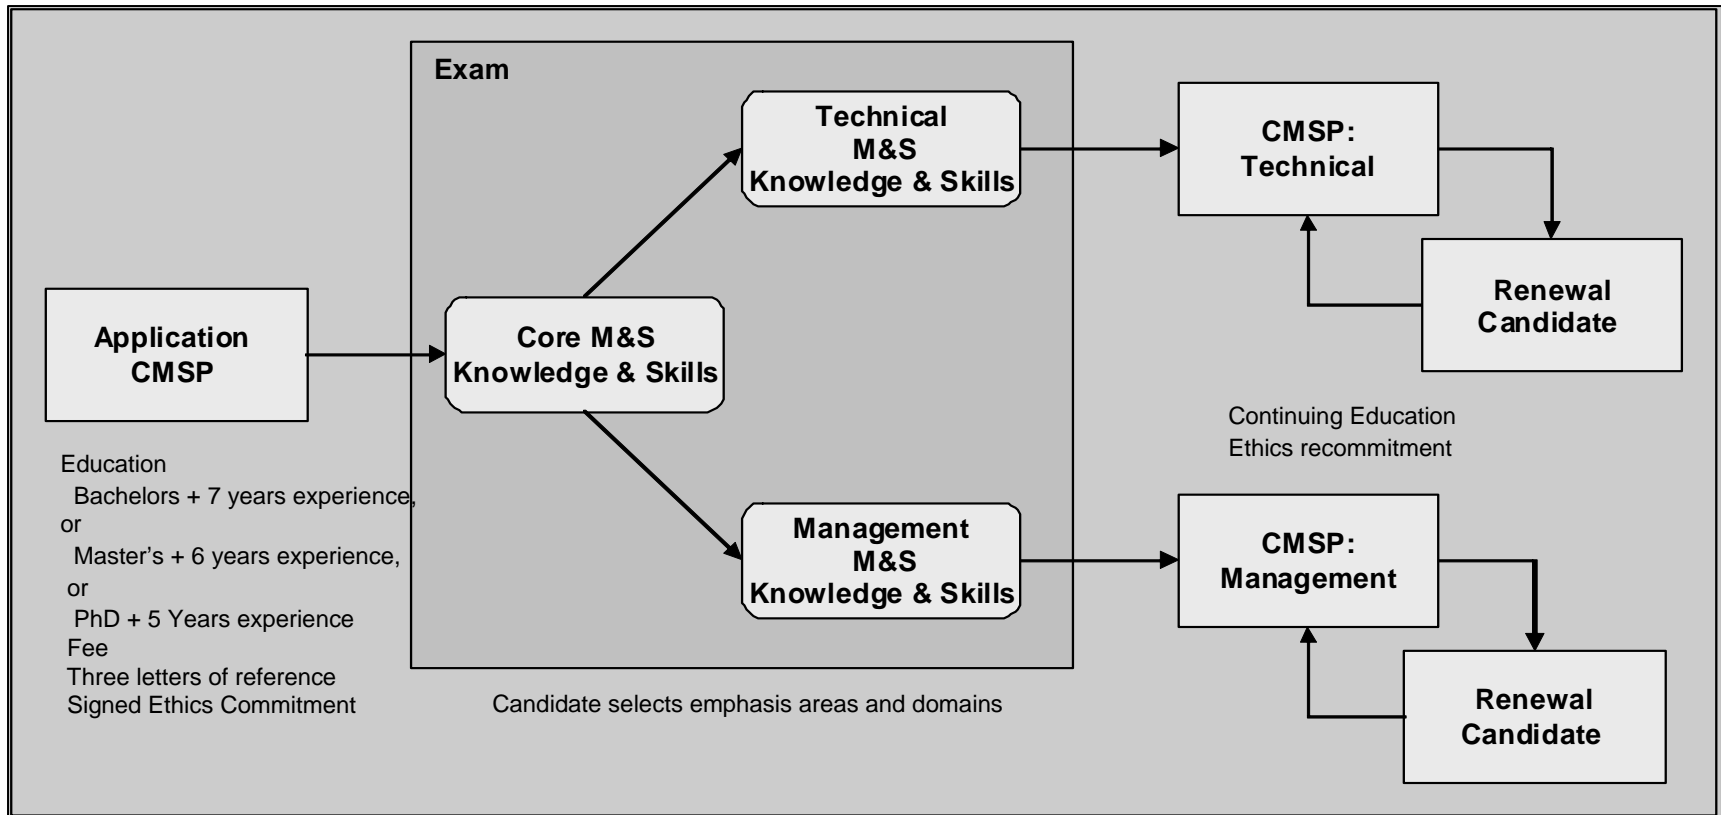 Exam
Technical
M&S
Knowledge & Skills
CMSP:
Technical
Renewal
Candidate
Application
CMSP
Core M&S
Knowledge & Skills
Education
Bachelors + 7 years experience,
or
Master’s + 6 years experience,
or
PhD + 5 Years experience
Fee
Three letters of reference
Signed Ethics Commitment
Management
M&S
Knowledge & Skills
Candidate selects emphasis areas and domains
Continuing Education
Ethics recommitment
CMSP:
Management
Renewal
Candidate